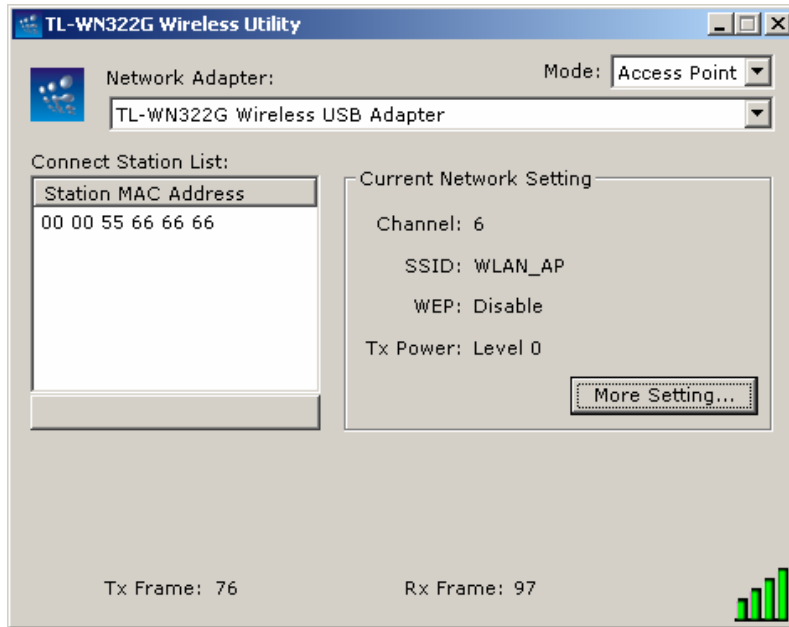 TL-WN322G Wireless Utility
Network Adapter:
Mode: Access Point
TL-WN322G Wireless USB Adapter
Connect Station List:
Station MAC Address
00 00 55 66 66 66
Current Network Setting
Channel: 6
SSID: WLAN_AP
WEP: Disable
Tx Power: Level 0
More Setting...
Tx Frame: 76
Rx Frame: 97